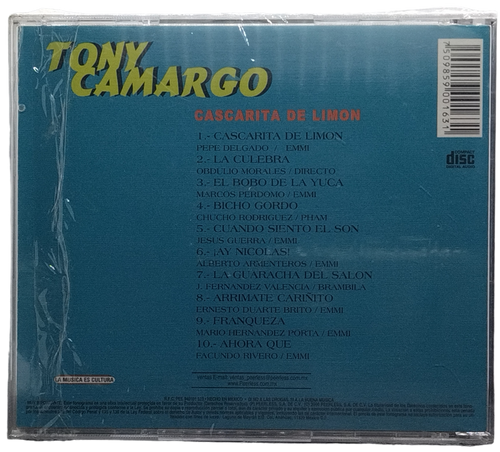 TONY
CAMARGO
CASCARITA DE LIMON
1.- CASCARITA DE LIMON
PEPE DELGADO / EMMI
2.- LA CULEBRA
OBDULIO MORALES / DIRECTO
3.- EL BOBO DE LA YUCA
MARCOS PERDOMO / EMMI
4.- BICHO GORDO
CHUCHO RODRIGUEZ / PHAM
5.- CUANDO SIENTO EL SON
JESUS GUERRA / EMMI
6.- ¡AY NICOLAS!
ALBERTO ARMENTEROS / EMMI
7.- LA GUARACHA DEL SALON
J. FERNANDEZ VALENCIA / BRAMBILA
8.- ARRIMATE CARIÑITO
ERNESTO DUARTE BRITO / EMMI
9.- FRANQUEZA
MARIO HERNANDEZ PORTA / EMMI
10.- AHORA QUE
FACUNDO RIVERO / EMMI
disc
LA MUSICA ES CULTURA